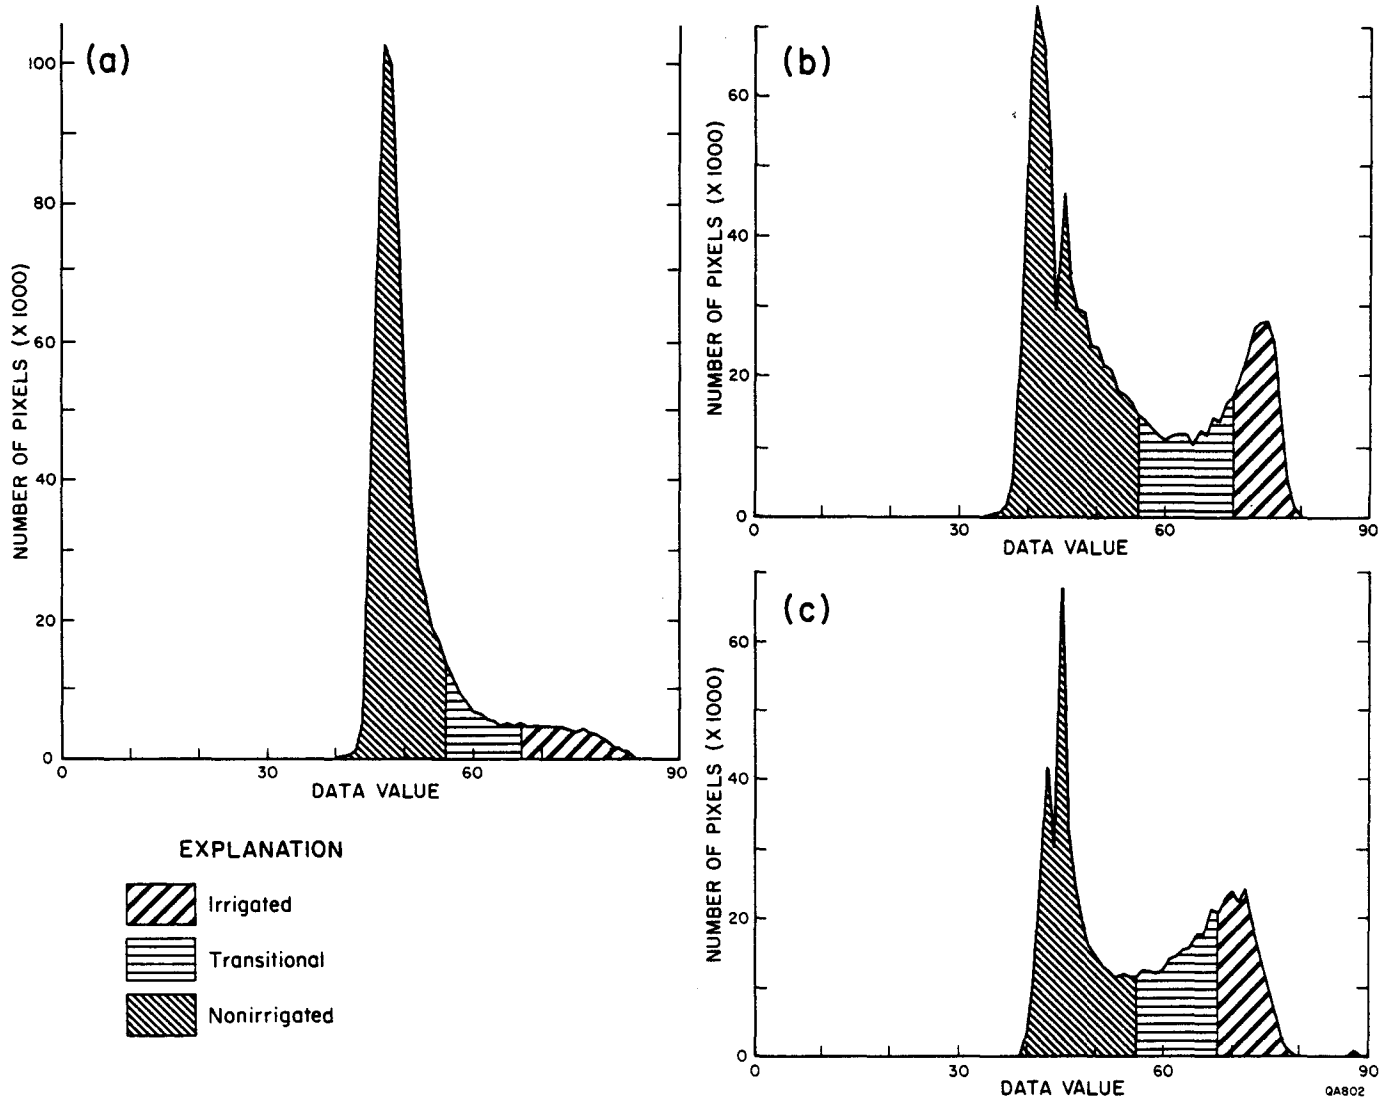 (a)
NUMBER OF PIXELS (X 1000)
100
80
60
40
20
0
0 30 60 90
DATA VALUE
(b)
NUMBER OF PIXELS (X 1000)
60
40
20
0
0 30 60 90
DATA VALUE
(c)
NUMBER OF PIXELS (X 1000)
60
40
20
0
0 30 60 90
DATA VALUE
EXPLANATION
Irrigated
Transitional
Nonirrigated
QA802